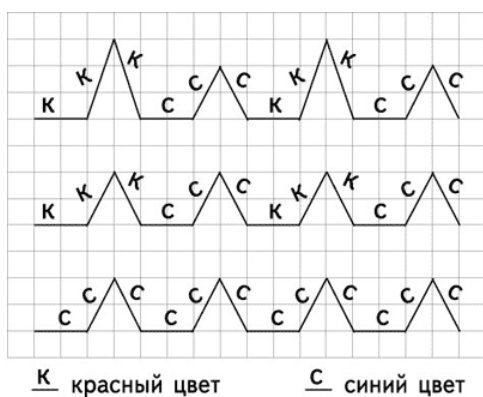 К К К С С С К К К С С С
К К К С С С К К К С С С
С С С С С С С С С С С С
К красный цвет С синий цвет